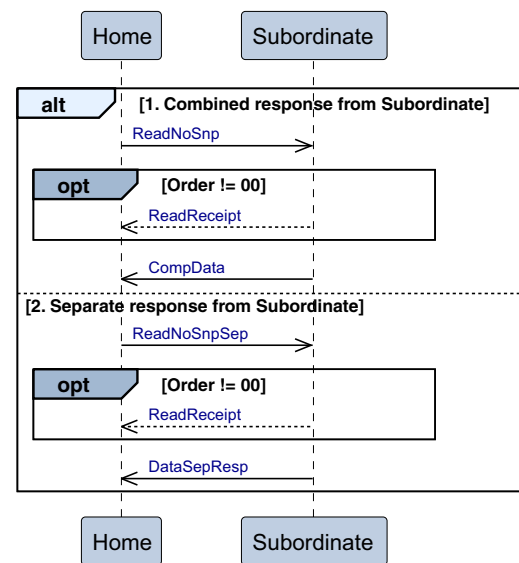 Home Subordinate
alt [1. Combined response from Subordinate]
ReadNoSnp
opt [Order != 00]
ReadReceipt
CompData
[2. Separate response from Subordinate]
ReadNoSnpSep
opt [Order != 00]
ReadReceipt
DataSepResp
Home Subordinate